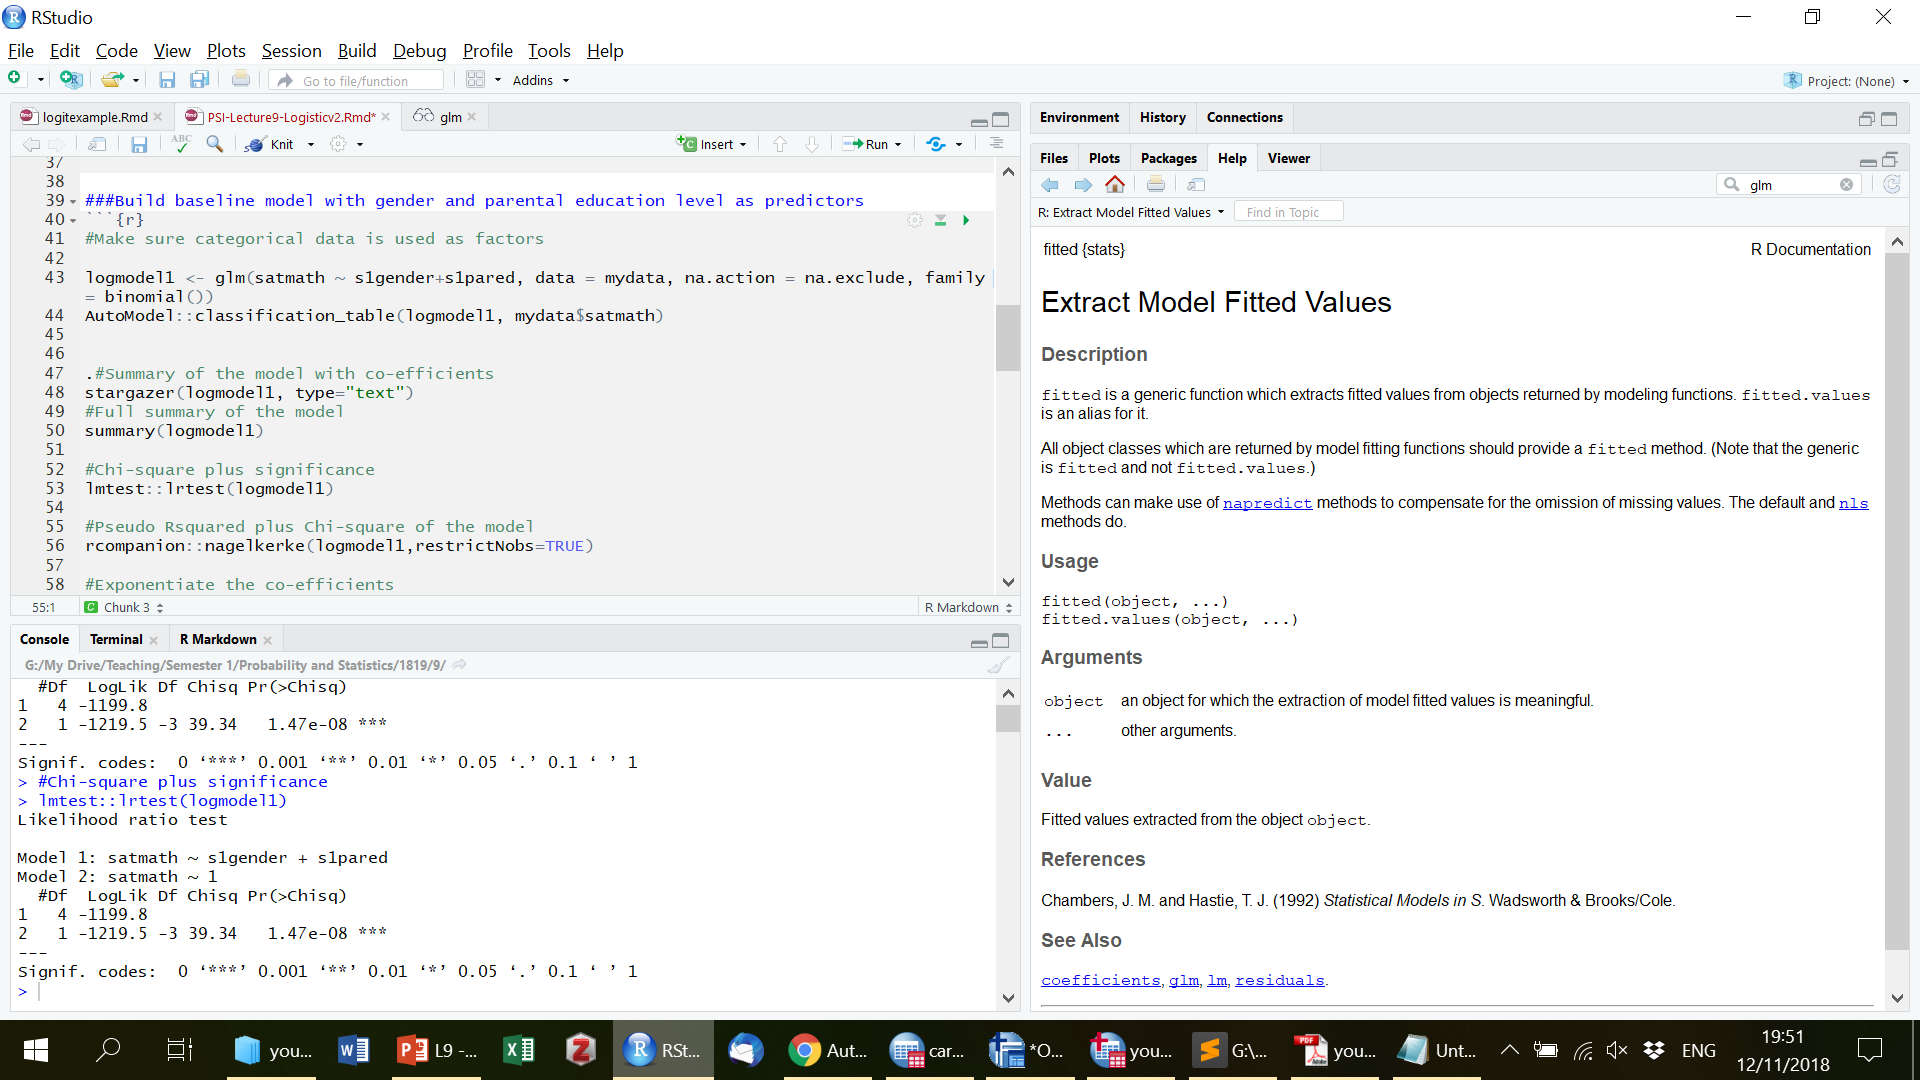 RStudio
File Edit Code View Plots Session Build Debug Profile Tools Help
Go to file/function Addins Project: (None)
logitexample.Rmd PSI-Lecture9-Logisticv2.Rmd* glm
ABC Knit Insert Run
37
38
39 ###Build baseline model with gender and parental education level as predictors
40 ```{r}
41 #Make sure categorical data is used as factors
42
43 logmodel1 <- glm(satmath ~ s1gender+s1pared, data = mydata, na.action = na.exclude, family
= binomial())
44 AutoModel::classification_table(logmodel1, mydata$satmath)
45
46
47 .#Summary of the model with co-efficients
48 stargazer(logmodel1, type="text")
49 #Full summary of the model
50 summary(logmodel1)
51
52 #Chi-square plus significance
53 lmtest::lrtest(logmodel1)
54
55 #Pseudo Rsquared plus Chi-square of the model
56 rcompanion::nagelkerke(logmodel1,restrictNobs=TRUE)
57
58 #Exponentiate the co-efficients
55:1 Chunk 3 R Markdown
Console Terminal R Markdown
G:/My Drive/Teaching/Semester 1/Probability and Statistics/1819/9/
#Df LogLik Df Chisq Pr(>Chisq)
1 4 -1199.8
2 1 -1219.5 -3 39.34 1.47e-08 ***
---
Signif. codes: 0 ‘***’ 0.001 ‘**’ 0.01 ‘*’ 0.05 ‘.’ 0.1 ‘ ’ 1
> #Chi-square plus significance
> lmtest::lrtest(logmodel1)
Likelihood ratio test
Model 1: satmath ~ s1gender + s1pared
Model 2: satmath ~ 1
#Df LogLik Df Chisq Pr(>Chisq)
1 4 -1199.8
2 1 -1219.5 -3 39.34 1.47e-08 ***
---
Signif. codes: 0 ‘***’ 0.001 ‘**’ 0.01 ‘*’ 0.05 ‘.’ 0.1 ‘ ’ 1
>
Environment History Connections
Files Plots Packages Help Viewer
glm
R: Extract Model Fitted Values Find in Topic
fitted {stats} R Documentation
Extract Model Fitted Values
Description
fitted is a generic function which extracts fitted values from objects returned by modeling functions. fitted.values
is an alias for it.
All object classes which are returned by model fitting functions should provide a fitted method. (Note that the generic
is fitted and not fitted.values.)
Methods can make use of napredict methods to compensate for the omission of missing values. The default and nls
methods do.
Usage
fitted(object, ...)
fitted.values(object, ...)
Arguments
object an object for which the extraction of model fitted values is meaningful.
... other arguments.
Value
Fitted values extracted from the object object.
References
Chambers, J. M. and Hastie, T. J. (1992) Statistical Models in S. Wadsworth & Brooks/Cole.
See Also
coefficients, glm, lm, residuals.
you... L9 -... RSt... Aut... car... *O... you... G:\... you... Unt... ENG 19:51
12/11/2018